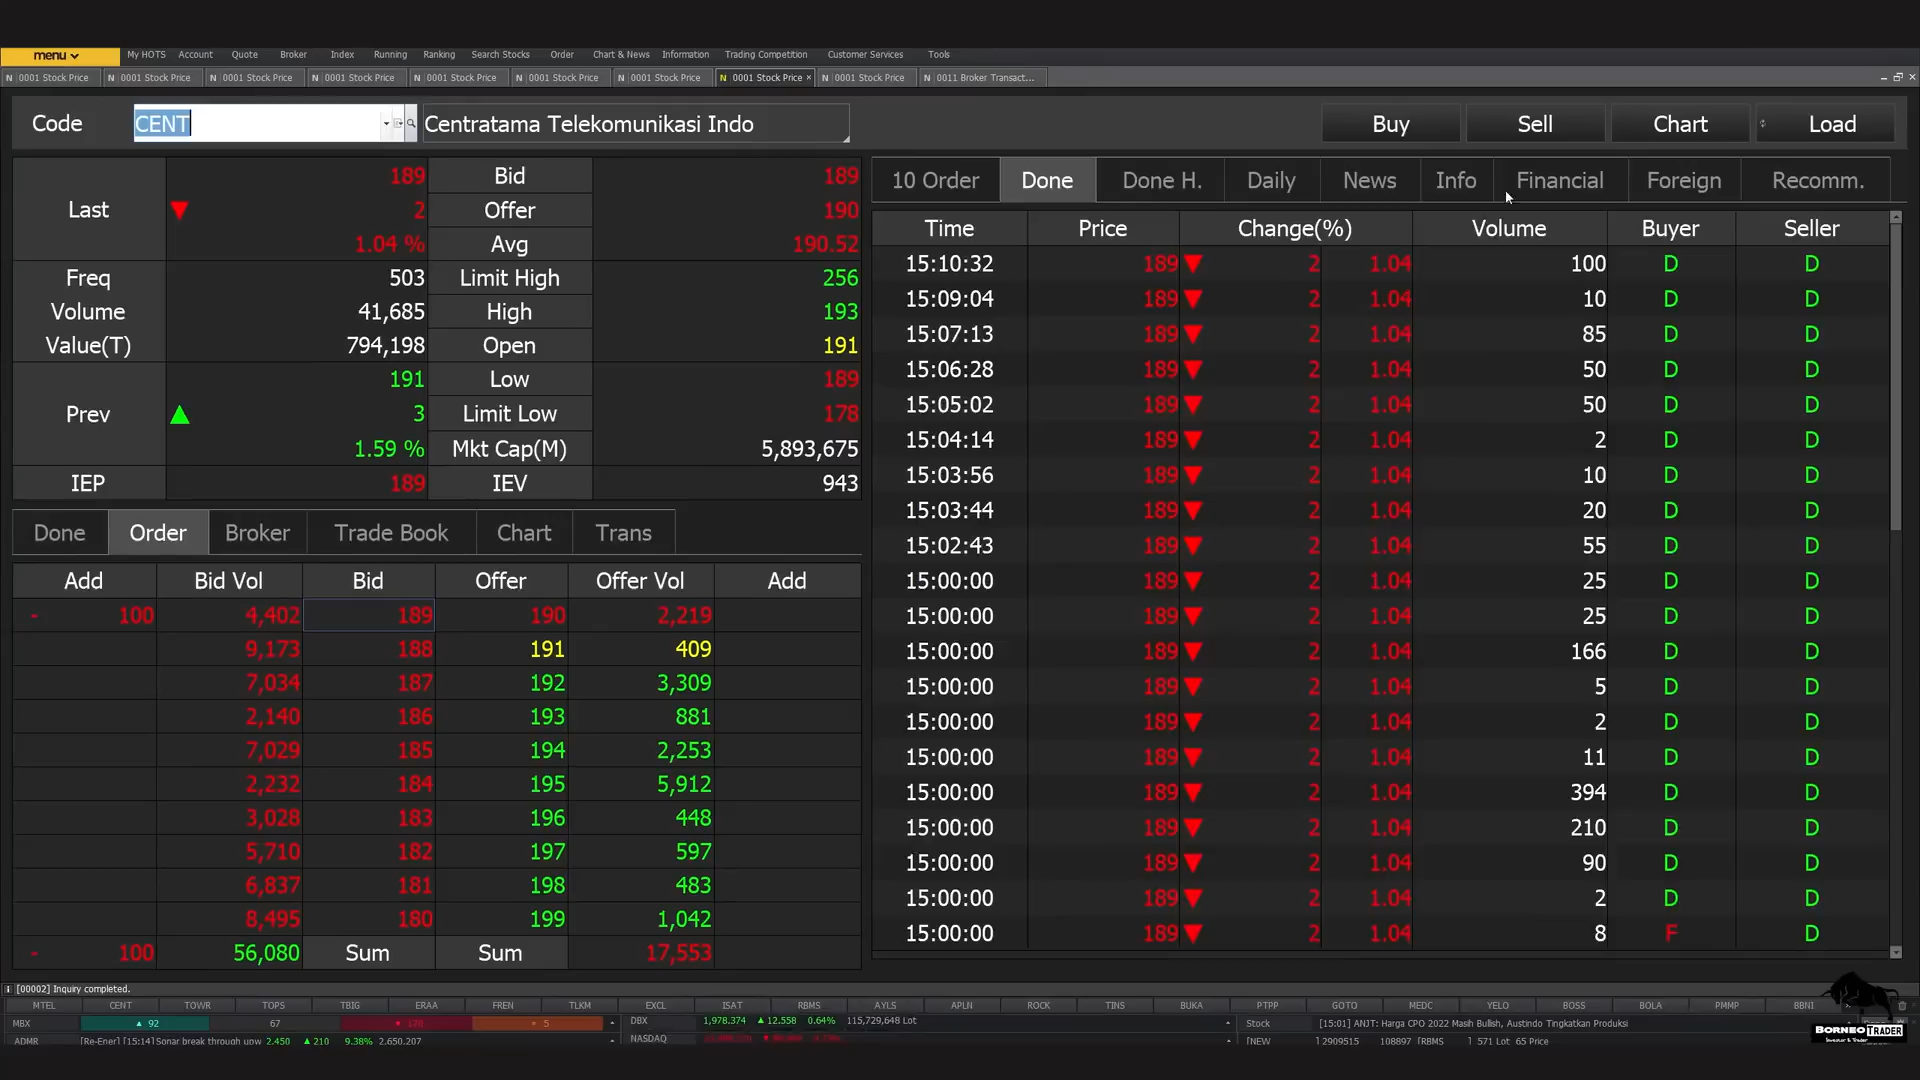 menu My HOTS Account Quote Broker Index Running Ranking Search Stocks Order Chart & News Information Trading Competition Customer Services Tools
N 0001 Stock Price N 0001 Stock Price N 0001 Stock Price N 0001 Stock Price N 0001 Stock Price N 0001 Stock Price N 0001 Stock Price N 0001 Stock Price × N 0001 Stock Price N 0011 Broker Transact...
Code CENT Centratama Telekomunikasi Indo Buy Sell Chart Load
Last ▼ 189 2 1.04 %
Bid 189
Offer 190
Avg 190.52
Freq 503 Limit High 256
Volume 41,685 High 193
Value(T) 794,198 Open 191
Prev ▲ 191 3 1.59 %
Low 189
Limit Low 178
Mkt Cap(M) 5,893,675
IEP 189 IEV 943
Done Order Broker Trade Book Chart Trans
Add Bid Vol Bid Offer Offer Vol Add
- 100 4,402 189 190 2,219
9,173 188 191 409
7,034 187 192 3,309
2,140 186 193 881
7,029 185 194 2,253
2,232 184 195 5,912
3,028 183 196 448
5,710 182 197 597
6,837 181 198 483
8,495 180 199 1,042
- 100 56,080 Sum Sum 17,553
10 Order Done Done H. Daily News Info Financial Foreign Recomm.
Time Price Change(%) Volume Buyer Seller
15:10:32 189 ▼ 2 1.04 100 D D
15:09:04 189 ▼ 2 1.04 10 D D
15:07:13 189 ▼ 2 1.04 85 D D
15:06:28 189 ▼ 2 1.04 50 D D
15:05:02 189 ▼ 2 1.04 50 D D
15:04:14 189 ▼ 2 1.04 2 D D
15:03:56 189 ▼ 2 1.04 10 D D
15:03:44 189 ▼ 2 1.04 20 D D
15:02:43 189 ▼ 2 1.04 55 D D
15:00:00 189 ▼ 2 1.04 25 D D
15:00:00 189 ▼ 2 1.04 25 D D
15:00:00 189 ▼ 2 1.04 166 D D
15:00:00 189 ▼ 2 1.04 5 D D
15:00:00 189 ▼ 2 1.04 2 D D
15:00:00 189 ▼ 2 1.04 11 D D
15:00:00 189 ▼ 2 1.04 394 D D
15:00:00 189 ▼ 2 1.04 210 D D
15:00:00 189 ▼ 2 1.04 90 D D
15:00:00 189 ▼ 2 1.04 2 D D
15:00:00 189 ▼ 2 1.04 8 F D
[00002] Inquiry completed.
MTEL CENT TOWR TOPS TBIG ERAA FREN TLKM EXCL ISAT RBMS AYLS APLN ROCK TINS BUKA PTPP GOTO MEDC YELO BOSS BOLA PMMP BBNI
MBX ▲ 92 67 5 DBX 1,978.374 ▲ 12.558 0.64% 115,729,648 Lot Stock [15:01] ANJT: Harga CPO 2022 Masih Bullish, Austindo Tingkatkan Produksi
ADMR [Re-Ener] [15:14]Sonar break through upw 2,450 ▲ 210 9.38% 2,650,207 NASDAQ [NEW ] 2909515 108897 [RBMS ] 571 Lot 65 Price
BORNEO TRADER
Investor & Trader